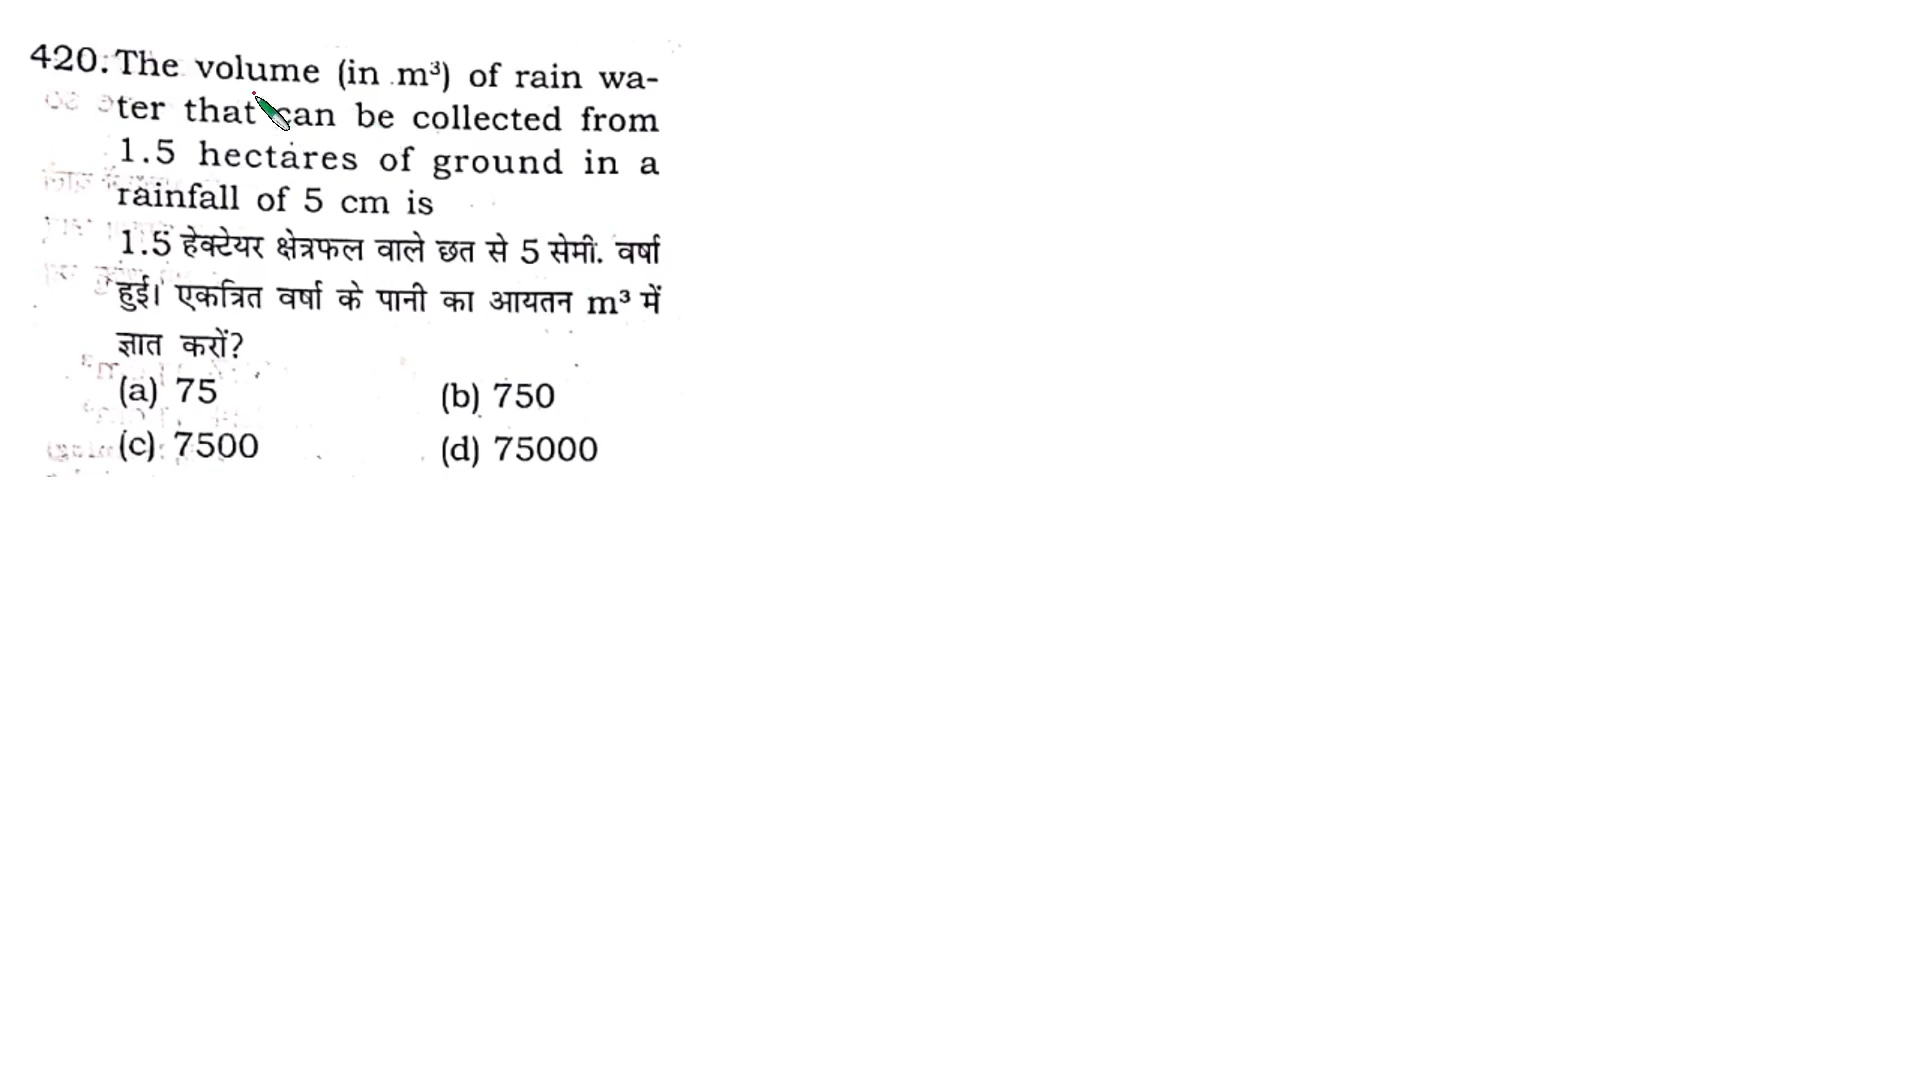 420. The volume (in m³) of rain wa-
ter that can be collected from
1.5 hectares of ground in a
rainfall of 5 cm is
1.5 हेक्टेयर क्षेत्रफल वाले छत से 5 सेमी. वर्षा
हुई। एकत्रित वर्षा के पानी का आयतन m³ में
ज्ञात करों?
(a) 75 (b) 750
(c) 7500 (d) 75000